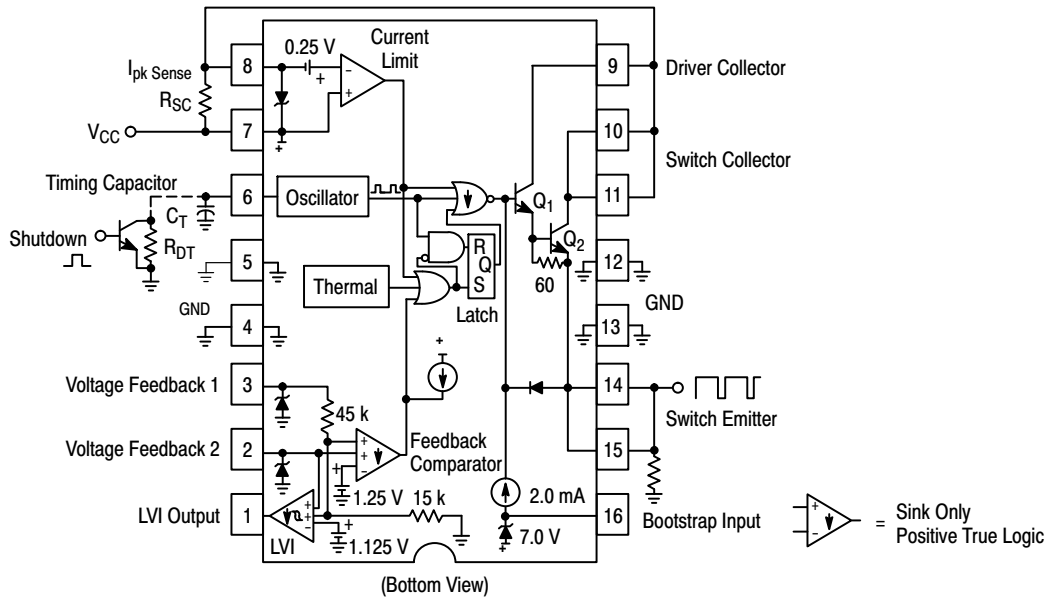 Current
Limit
0.25 V
Ipk Sense
RSC
VCC
8
7
9
Driver Collector
10
Switch Collector
11
Timing Capacitor
CT
6
Oscillator
Shutdown
RDT
5
Q1
Q2
60
12
R
Q
S
Latch
Thermal
GND
4
13
GND
Voltage Feedback 1
3
45 k
14
Switch Emitter
Voltage Feedback 2
2
Feedback
Comparator
15
1.25 V
15 k
2.0 mA
LVI Output
1
LVI
1.125 V
7.0 V
16
Bootstrap Input
(Bottom View)
= Sink Only
Positive True Logic